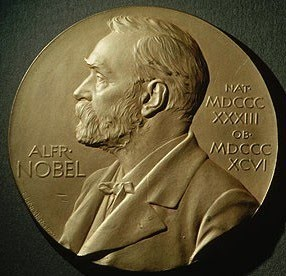 ALFR·
NOBEL
NAT·
MDCCC
XXXIII
OB·
MDCCC
XCVI